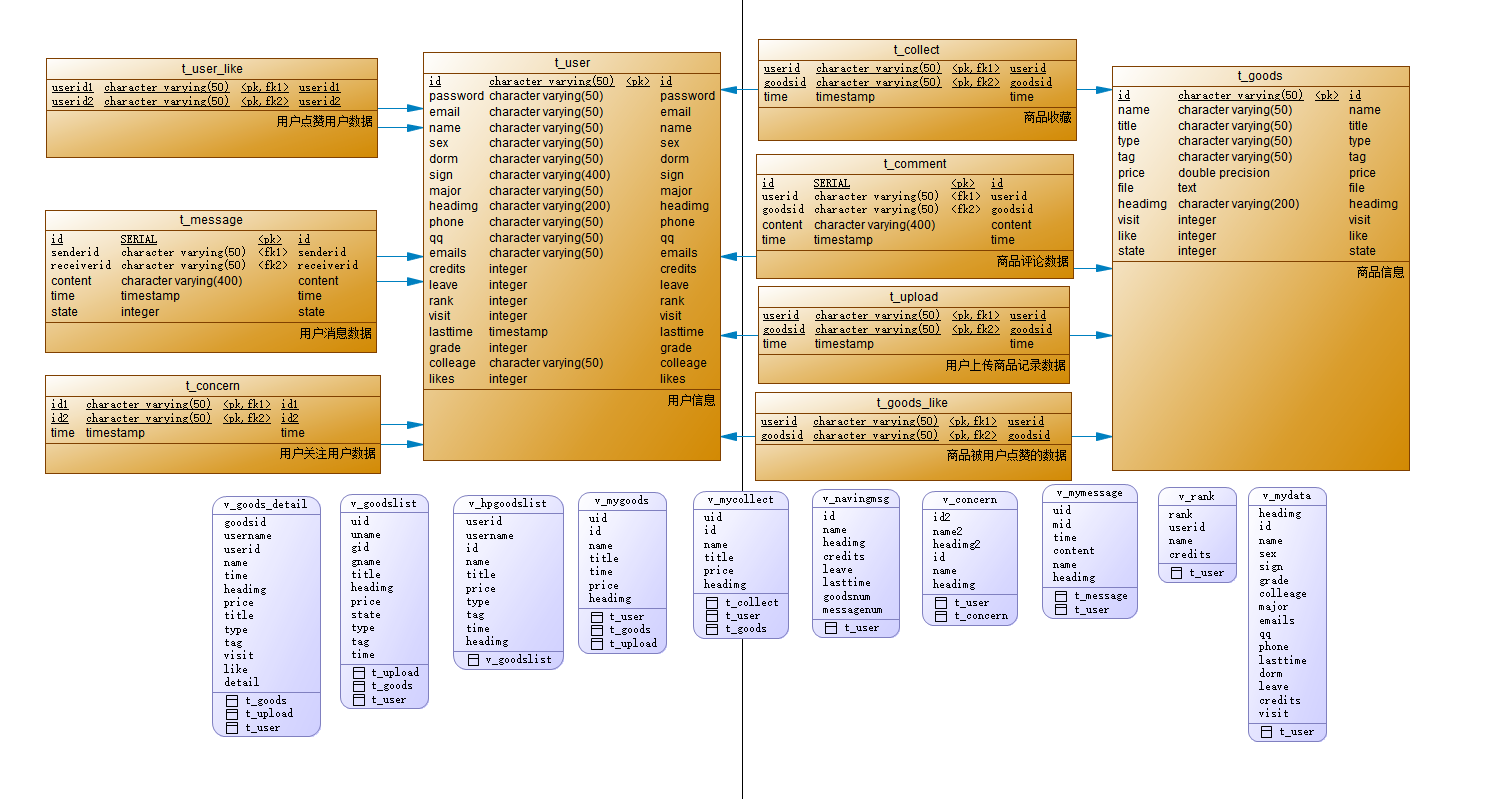 t_user_like
userid1 character varying(50) <pk,fk1> userid1
userid2 character varying(50) <pk,fk2> userid2
用户点赞用户数据
t_message
id SERIAL <pk> id
senderid character varying(50) <fk1> senderid
receiverid character varying(50) <fk2> receiverid
content character varying(400) content
time timestamp time
state integer state
用户消息数据
t_concern
id1 character varying(50) <pk,fk1> id1
id2 character varying(50) <pk,fk2> id2
time timestamp time
用户关注用户数据
t_user
id character varying(50) <pk> id
password character varying(50) password
email character varying(50) email
name character varying(50) name
sex character varying(50) sex
dorm character varying(50) dorm
sign character varying(400) sign
major character varying(50) major
headimg character varying(200) headimg
phone character varying(50) phone
qq character varying(50) qq
emails character varying(50) emails
credits integer credits
leave integer leave
rank integer rank
visit integer visit
lasttime timestamp lasttime
grade integer grade
colleage character varying(50) colleage
likes integer likes
用户信息
t_collect
userid character varying(50) <pk,fk1> userid
goodsid character varying(50) <pk,fk2> goodsid
time timestamp time
商品收藏
t_comment
id SERIAL <pk> id
userid character varying(50) <fk1> userid
goodsid character varying(50) <fk2> goodsid
content character varying(400) content
time timestamp time
商品评论数据
t_upload
userid character varying(50) <pk,fk1> userid
goodsid character varying(50) <pk,fk2> goodsid
time timestamp time
用户上传商品记录数据
t_goods_like
userid character varying(50) <pk,fk1> userid
goodsid character varying(50) <pk,fk2> goodsid
商品被用户点赞的数据
t_goods
id character varying(50) <pk> id
name character varying(50) name
title character varying(50) title
type character varying(50) type
tag character varying(50) tag
price double precision price
file text file
headimg character varying(200) headimg
visit integer visit
like integer like
state integer state
商品信息
v_goods_detail
goodsid
username
userid
name
time
headimg
price
title
type
tag
visit
like
detail
t_goods
t_upload
t_user
v_goodslist
uid
uname
gid
gname
title
headimg
price
state
type
tag
time
t_upload
t_goods
t_user
v_hpgoodslist
userid
username
id
name
title
price
type
tag
time
headimg
v_goodslist
v_mygoods
uid
id
name
title
time
price
headimg
t_user
t_goods
t_upload
v_mycollect
uid
id
name
title
price
headimg
t_collect
t_user
t_goods
v_navingmsg
id
name
headimg
credits
leave
lasttime
goodsnum
messagenum
t_user
v_concern
id2
name2
headimg2
id
name
headimg
t_user
t_concern
v_mymessage
uid
mid
time
content
name
headimg
t_message
t_user
v_rank
rank
userid
name
credits
t_user
v_mydata
headimg
id
name
sex
sign
grade
colleage
major
emails
qq
phone
lasttime
dorm
leave
credits
visit
t_user